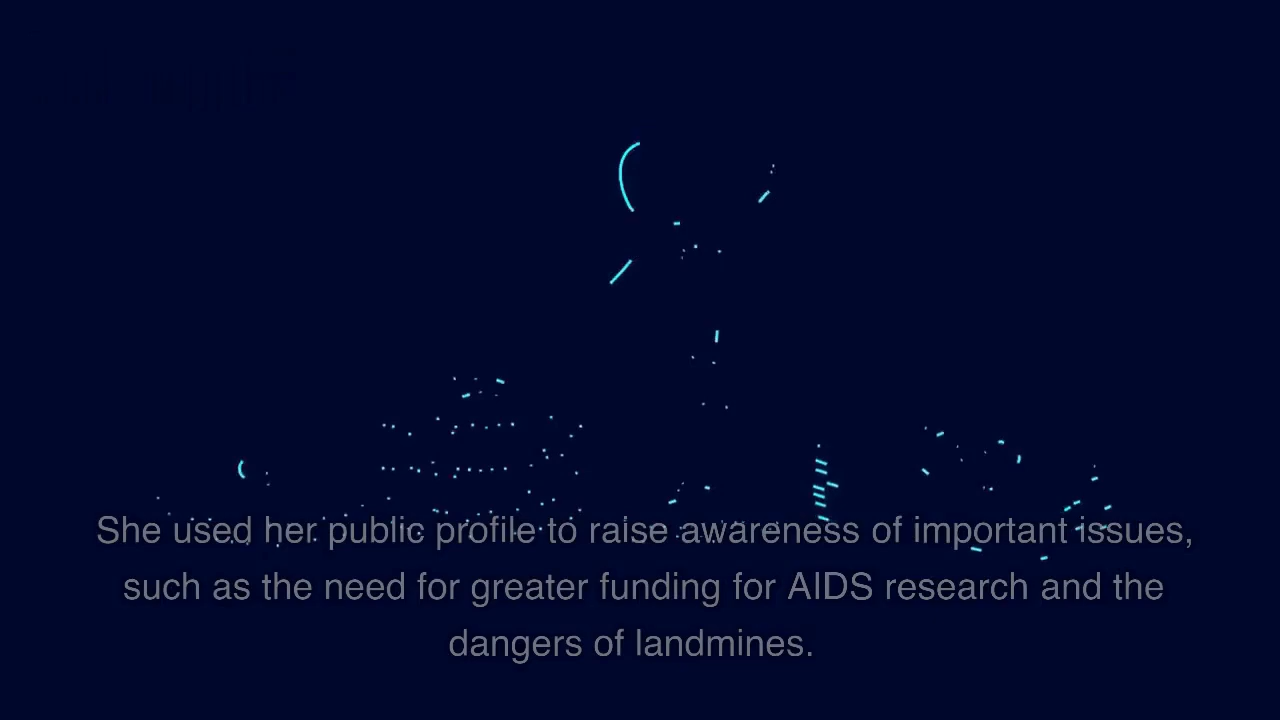 She used her public profile to raise awareness of important issues,
such as the need for greater funding for AIDS research and the
dangers of landmines.